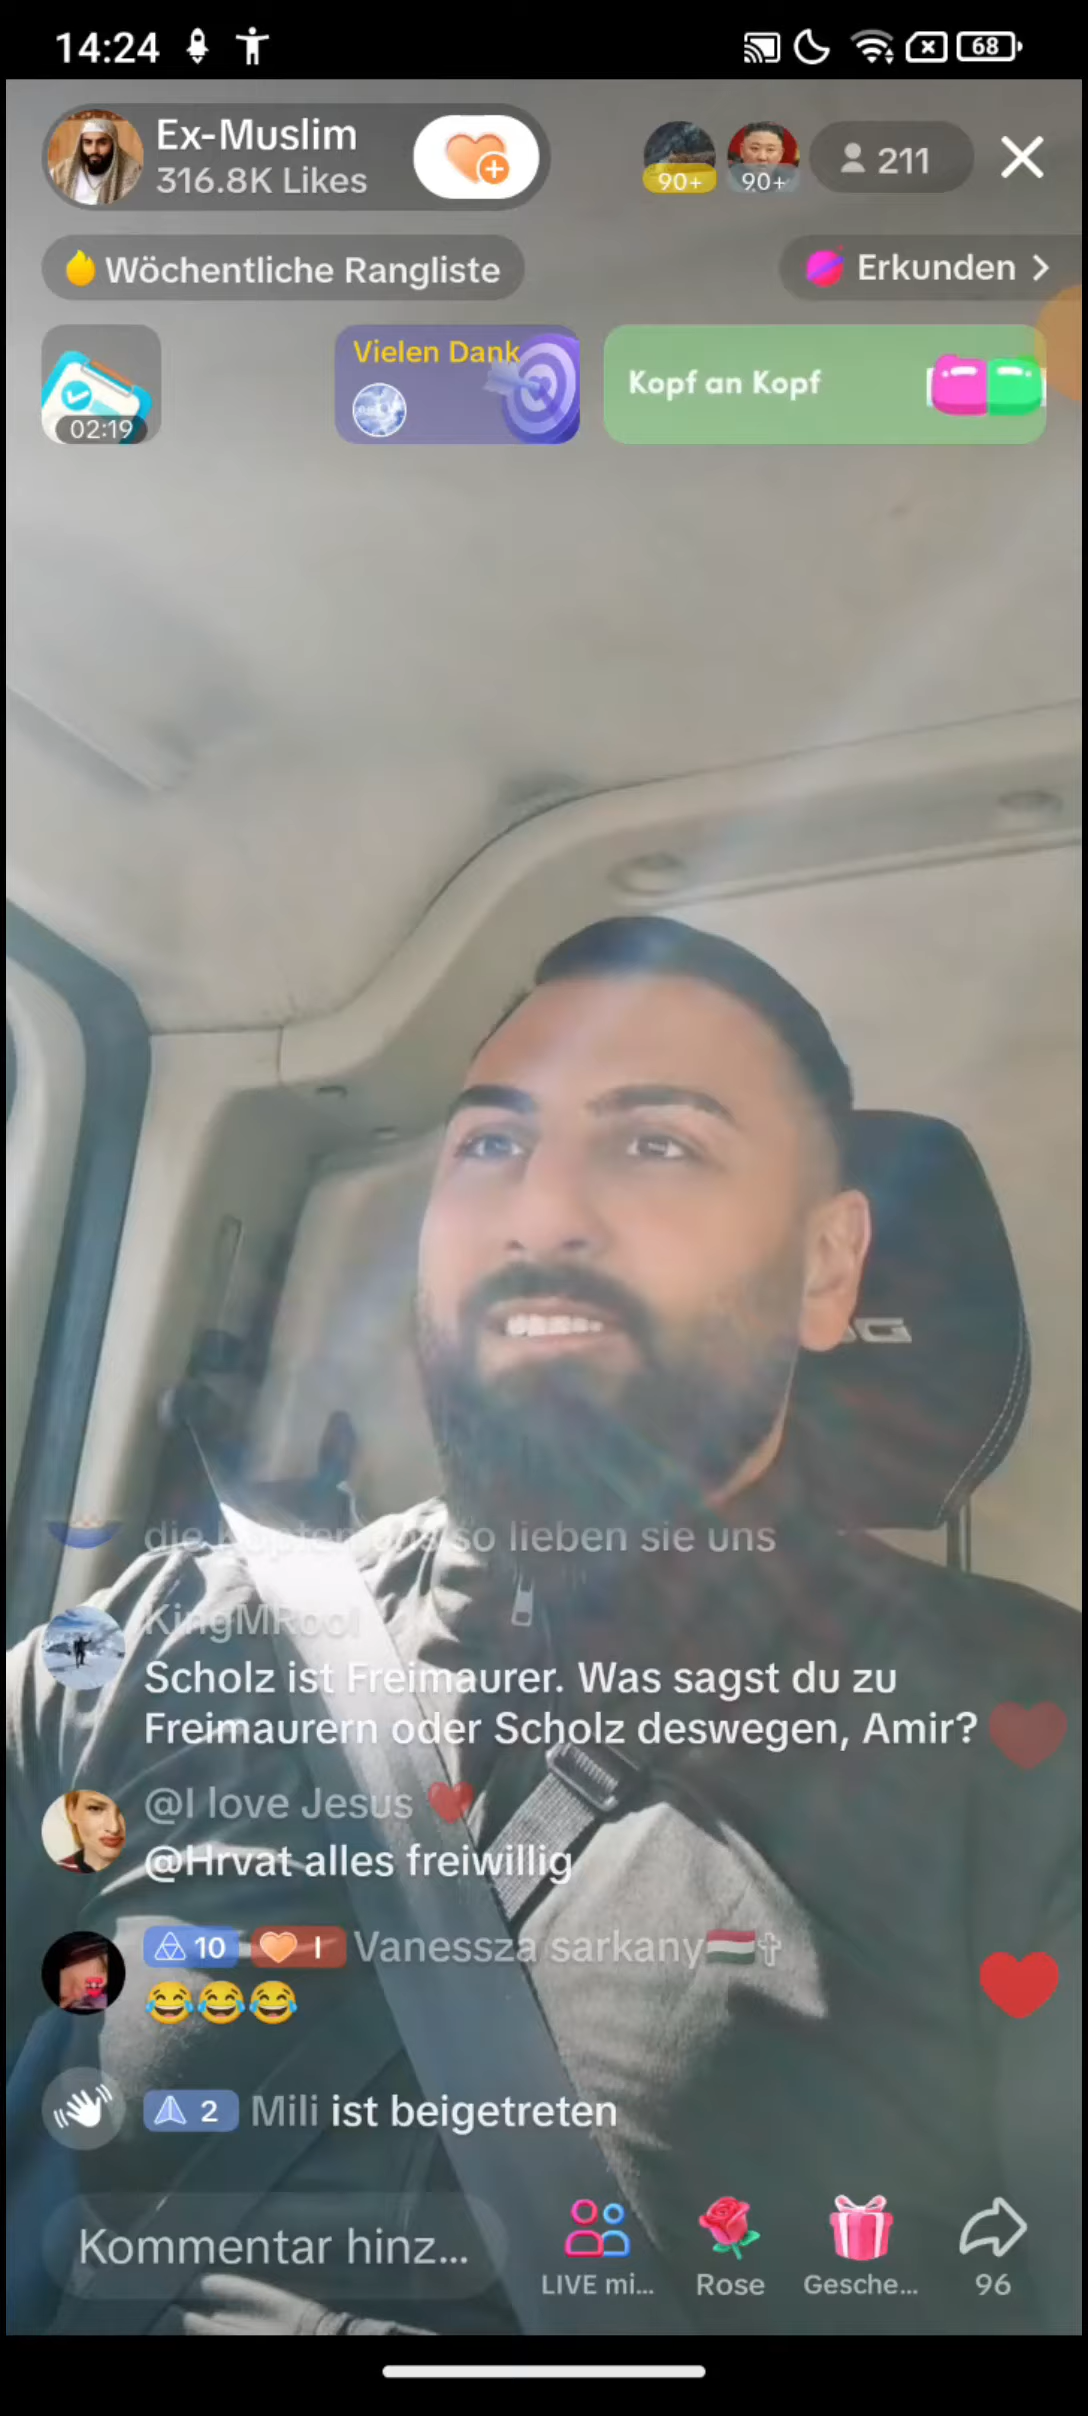 14:24
68
Ex-Muslim
316.8K Likes
90+
90+
211
Wöchentliche Rangliste
Erkunden >
02:19
Vielen Dank
Kopf an Kopf
G
so lieben sie uns
KingMRool
Scholz ist Freimaurer. Was sagst du zu
Freimaurern oder Scholz deswegen, Amir?
@I love Jesus ❤️
@Hrvat alles freiwillig
10 I Vanessza sarkany🇭🇺✞
😂😂😂
2 Mili ist beigetreten
Kommentar hinz...
LIVE mi...
Rose
Gesche...
96